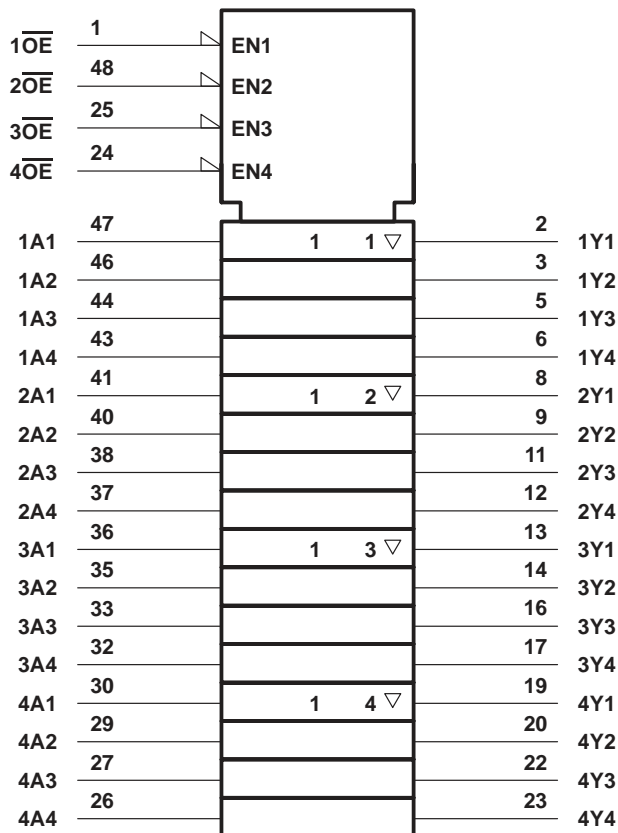 1O̅E̅ 1 EN1
2O̅E̅ 48 EN2
3O̅E̅ 25 EN3
4O̅E̅ 24 EN4
1A1 47 1 1 ▽ 2 1Y1
1A2 46 3 1Y2
1A3 44 5 1Y3
1A4 43 6 1Y4
2A1 41 1 2 ▽ 8 2Y1
2A2 40 9 2Y2
2A3 38 11 2Y3
2A4 37 12 2Y4
3A1 36 1 3 ▽ 13 3Y1
3A2 35 14 3Y2
3A3 33 16 3Y3
3A4 32 17 3Y4
4A1 30 1 4 ▽ 19 4Y1
4A2 29 20 4Y2
4A3 27 22 4Y3
4A4 26 23 4Y4